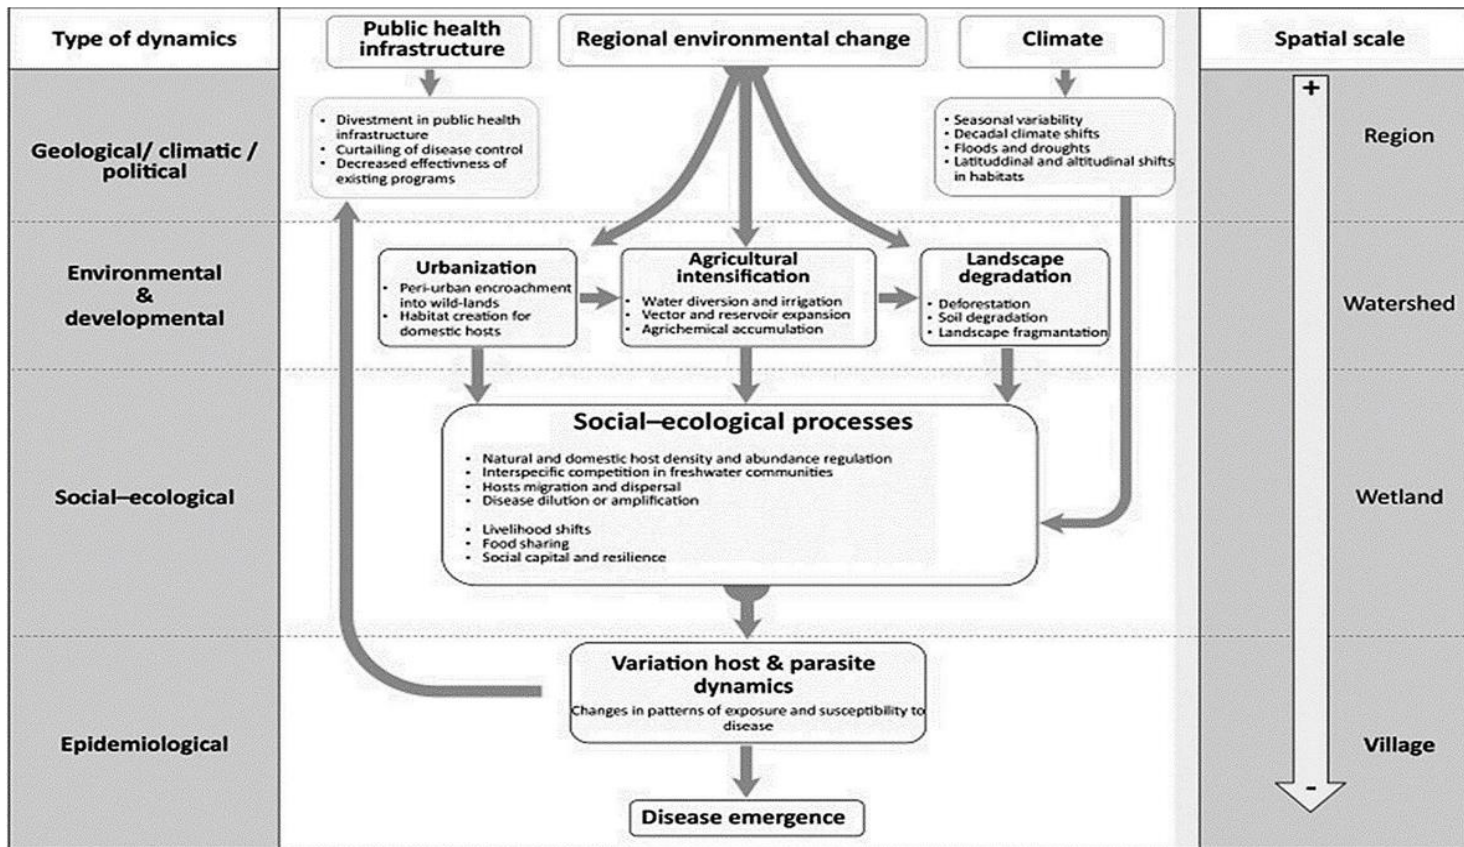 Type of dynamics
Public health
infrastructure
Regional environmental change
Climate
Spatial scale
Geological/ climatic /
political
• Divestment in public health
infrastructure
• Curtailing of disease control
• Decreased effectivness of
existing programs
• Seasonal variability
• Decadal climate shifts
• Floods and droughts
• Latituddinal and altitudinal shifts
in habitats
+
Region
Environmental
&
developmental
Urbanization
• Peri-urban encroachment
into wild-lands
• Habitat creation for
domestic hosts
Agricultural
intensification
• Water diversion and irrigation
• Vector and reservoir expansion
• Agrichemical accumulation
Landscape
degradation
• Deforestation
• Soil degradation
• Landscape fragmantation
Watershed
Social–ecological
Social–ecological processes
• Natural and domestic host density and abundance regulation
• Interspecific competition in freshwater communities
• Hosts migration and dispersal
• Disease dilution or amplification
• Livelihood shifts
• Food sharing
• Social capital and resilience
Wetland
Epidemiological
Variation host & parasite
dynamics
Changes in patterns of exposure and susceptibility to
disease
Village
-
Disease emergence